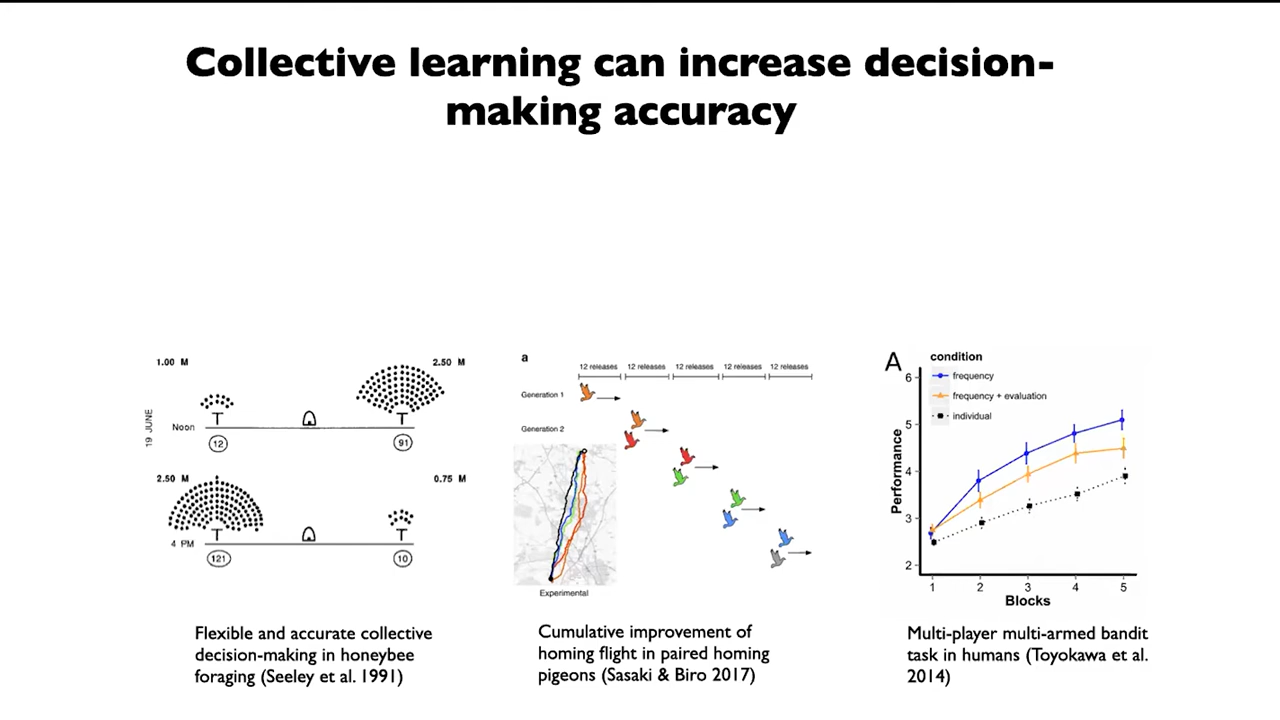 Collective learning can increase decision-
making accuracy
1.00 M
2.50 M
19 JUNE
Noon
12
91
2.50 M
0.75 M
4 PM
121
10
Flexible and accurate collective
decision-making in honeybee
foraging (Seeley et al. 1991)
a
12 releases 12 releases 12 releases 12 releases 12 releases
Generation 1
Generation 2
Experimental
Cumulative improvement of
homing flight in paired homing
pigeons (Sasaki & Biro 2017)
A
condition
frequency
frequency + evaluation
individual
Performance
6
5
4
3
2
1 2 3 4 5
Blocks
Multi-player multi-armed bandit
task in humans (Toyokawa et al.
2014)